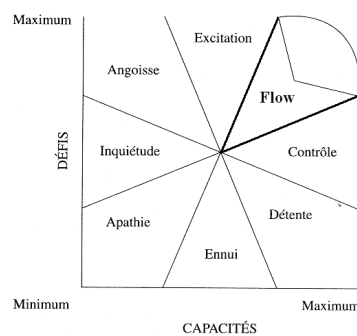 Maximum
Excitation
Angoisse
Flow
DÉFIS
Inquiétude
Contrôle
Apathie
Détente
Ennui
Minimum
Maximum
CAPACITÉS